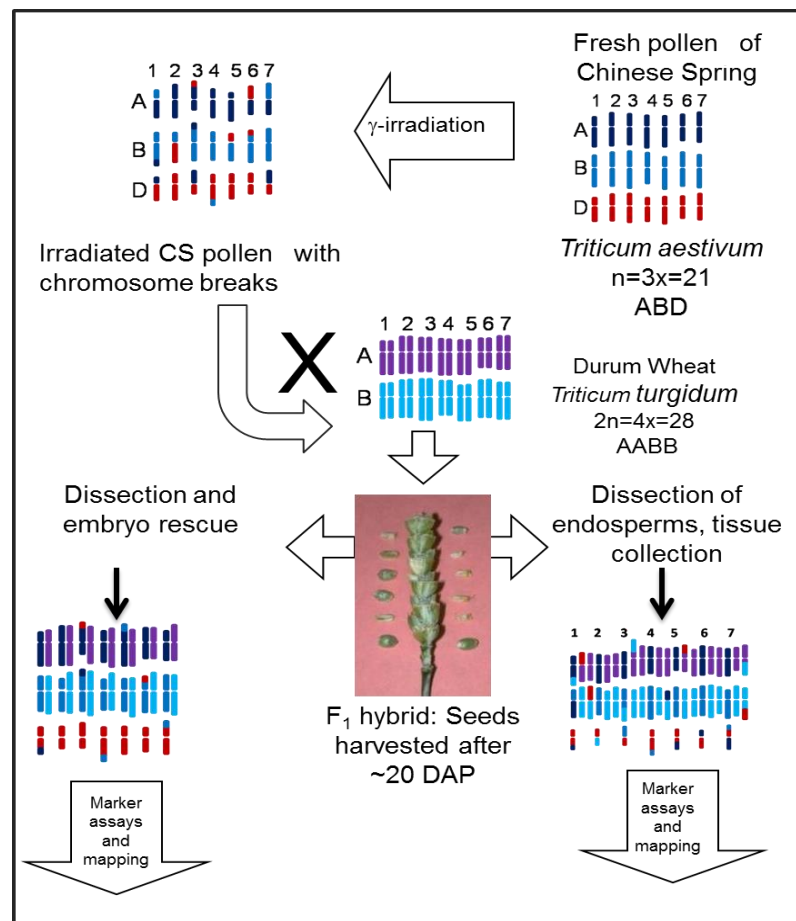 Fresh pollen of
Chinese Spring
1 2 3 4 5 6 7
A
B
D
Triticum aestivum
n=3x=21
ABD
γ-irradiation
1 2 3 4 5 6 7
A
B
D
Irradiated CS pollen with
chromosome breaks
X
1 2 3 4 5 6 7
A
B
Durum Wheat
Triticum turgidum
2n=4x=28
AABB
Dissection and
embryo rescue
Dissection of
endosperms, tissue
collection
1 2 3 4 5 6 7
F₁ hybrid: Seeds
harvested after
~20 DAP
Marker
assays
and
mapping
Marker
assays
and
mapping